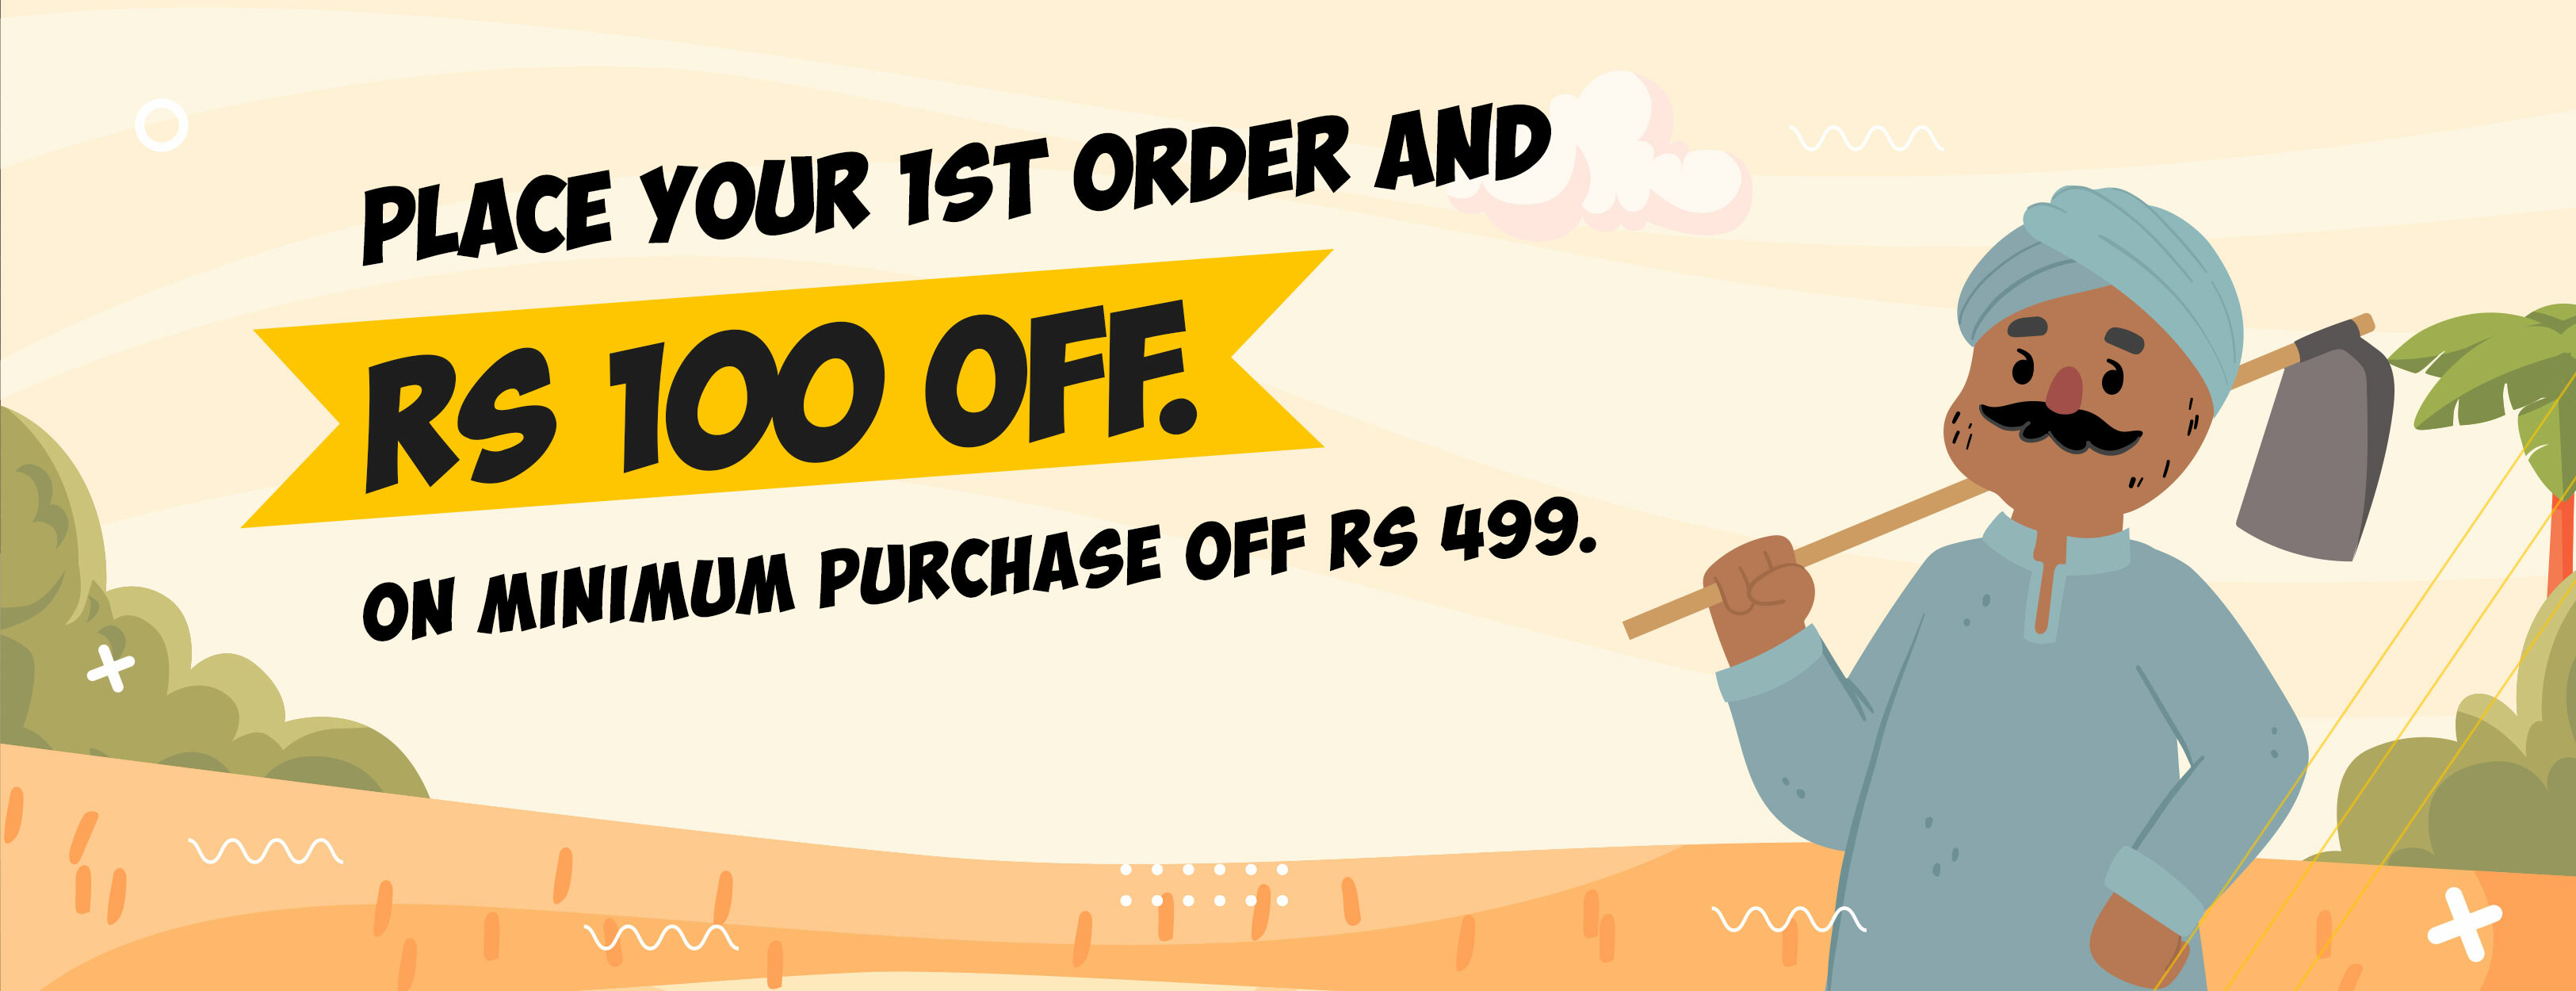 PLACE YOUR 1ST ORDER AND
RS 100 OFF.
ON MINIMUM PURCHASE OFF RS 499.